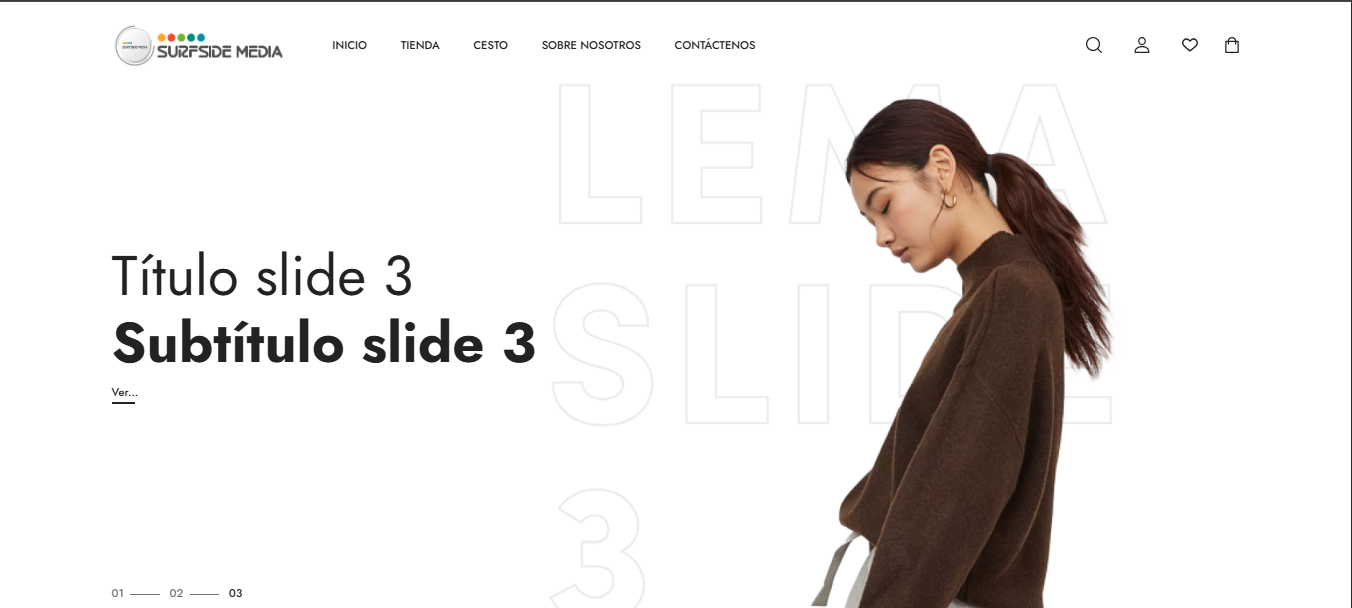 SURFSIDE MEDIA
INICIO
TIENDA
CESTO
SOBRE NOSOTROS
CONTÁCTENOS
LEMA
SLIDE
3
Título slide 3
Subtítulo slide 3
Ver...
01
02
03